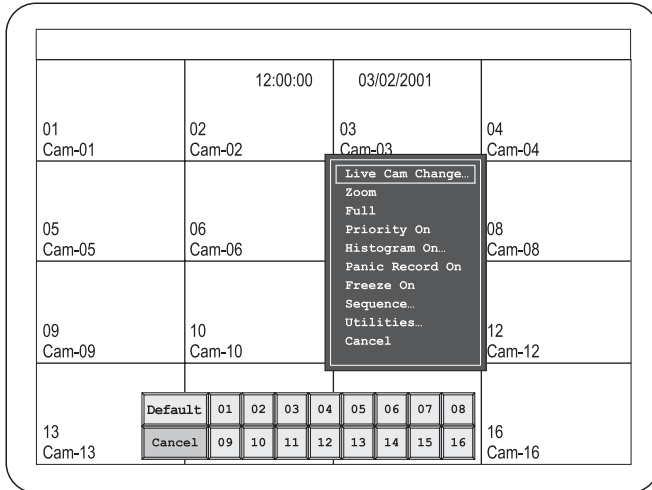 12:00:00 03/02/2001
01 02 03 04
Cam-01 Cam-02 Cam-03 Cam-04
Live Cam Change…
Zoom
Full
Priority On
Histogram On…
Panic Record On
Freeze On
Sequence…
Utilities…
Cancel
05 06 08
Cam-05 Cam-06 Cam-08
09 10 12
Cam-09 Cam-10 Cam-12
Default 01 02 03 04 05 06 07 08
Cancel 09 10 11 12 13 14 15 16
13 16
Cam-13 Cam-16